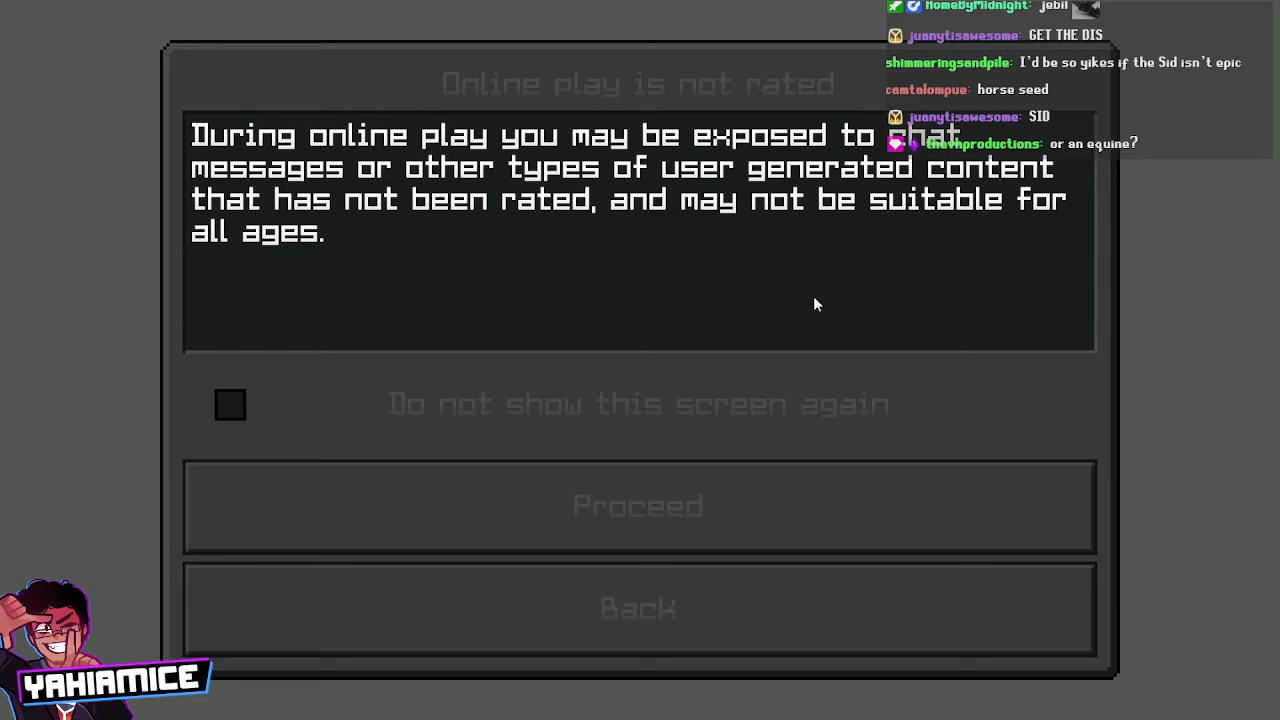 HomeByMidnight: jebil
juanytisawesome: GET THE DIS
shimmeringsandpile: I'd be so yikes if the Sid isn't epic
camtalompue: horse seed
juanytisawesome: SID
thevhproductions: or an equine?
Online play is not rated
During online play you may be exposed to chat
messages or other types of user generated content
that has not been rated, and may not be suitable for
all ages.
Do not show this screen again
Proceed
Back
YAHIAMICE